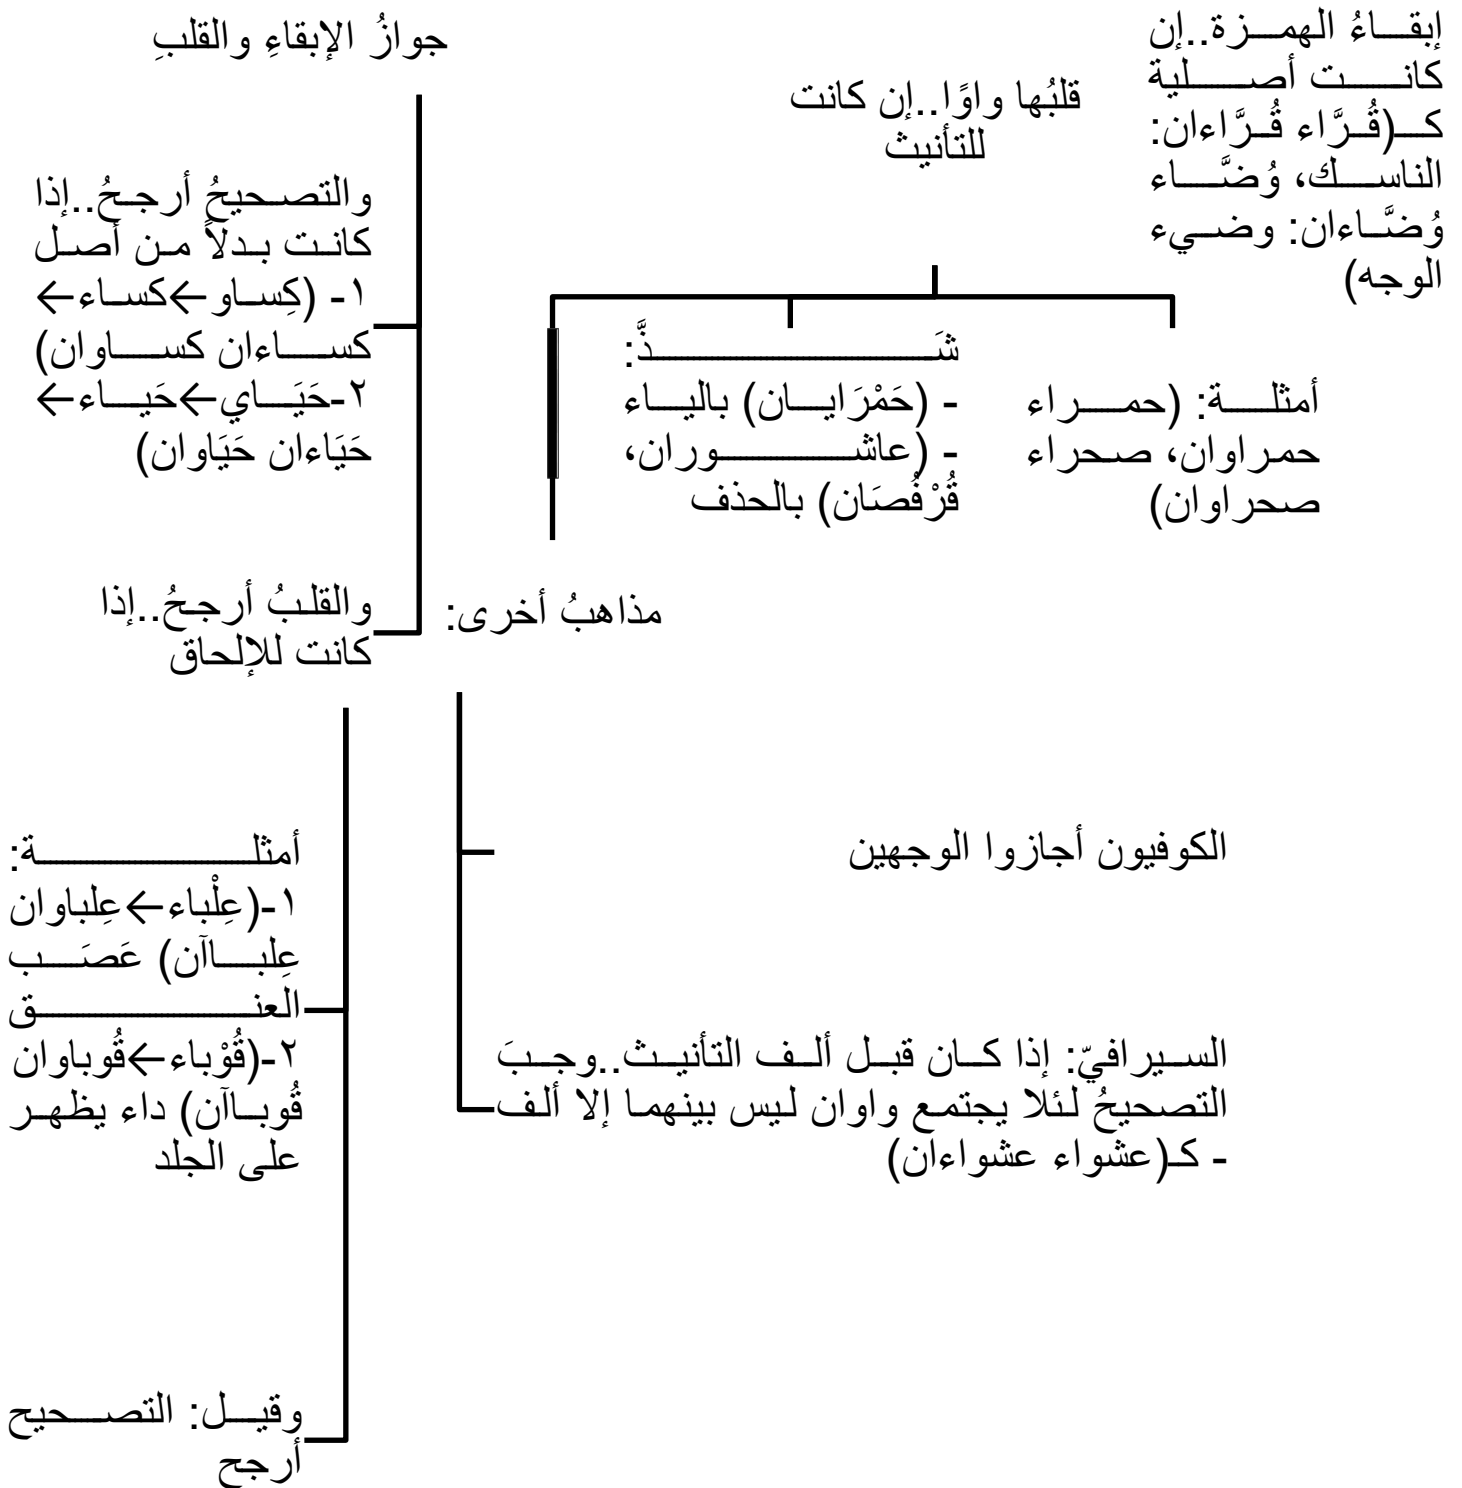 إبقاءُ الهمزة..إن
كانت أصلية
كـ(قُرَّاء قُرَّاءان:
الناسك، وُضَّاء
وُضَّاءان: وضيء
الوجه)
قلبُها واوًا..إن كانت
للتأنيث
أمثلة: (حمراء
حمراوان، صحراء
صحراوان)
شَذَّ:
- (حَمْرَايان) بالياء
- (عاشوران،
قُرْفُصَان) بالحذف
مذاهبُ أخرى:
الكوفيون أجازوا الوجهين
السيرافيّ: إذا كان قبل ألف التأنيث..وجبَ
التصحيحُ لئلا يجتمع واوان ليس بينهما إلا ألف
- كـ(عشواء عشواءان)
جوازُ الإبقاءِ والقلبِ
والتصحيحُ أرجحُ..إذا
كانت بدلاً من أصل
١- (كِساو←كساء←
كساءان كساوان)
٢-حَيَاي←حَياء←
حَيَاءان حَيَاوان)
والقلبُ أرجحُ..إذا
كانت للإلحاق
أمثلة:
١-(عِلْباء←عِلباوان
عِلباآن) عَصَب
العنق
٢-(قُوْباء←قُوباوان
قُوباآن) داء يظهر
على الجلد
وقيل: التصحيح
أرجح